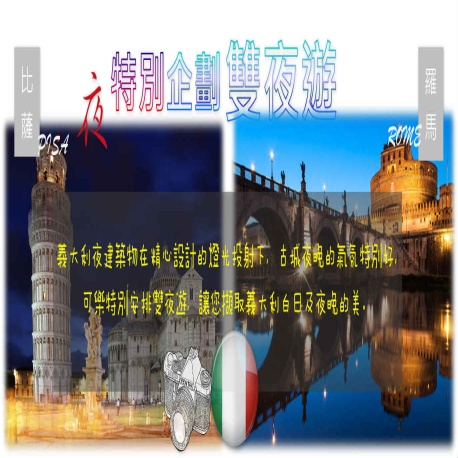 比薩
夜
特別企劃雙夜遊
羅馬
PISA
ROME
義大利夜建築物在精心設計的燈光投射下，古城夜晚的氣氛特別好，
可樂特別安排雙夜遊，讓您擷取義大利白日及夜晚的美。